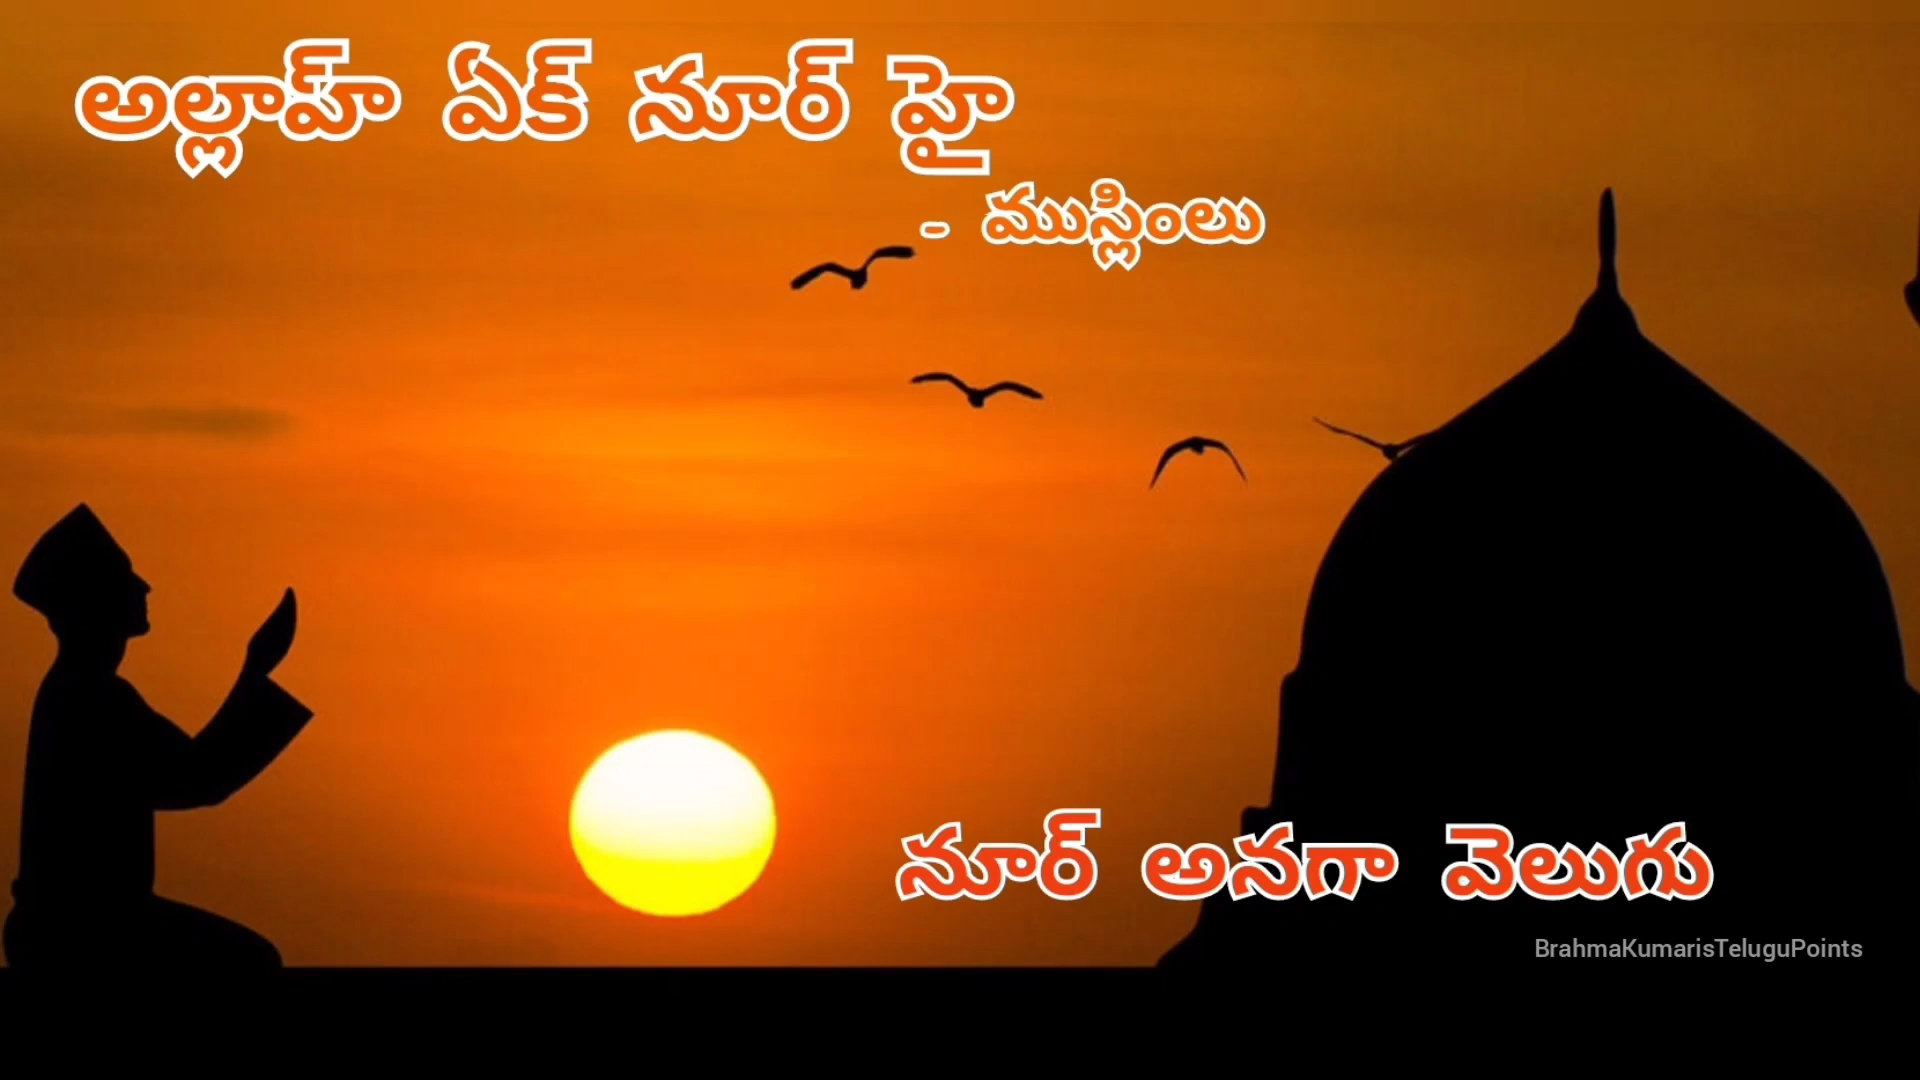 అల్లాహ్ ఏక్ నూర్ హై
- ముస్లింలు
నూర్ అనగా వెలుగు
BrahmaKumarisTeluguPoints